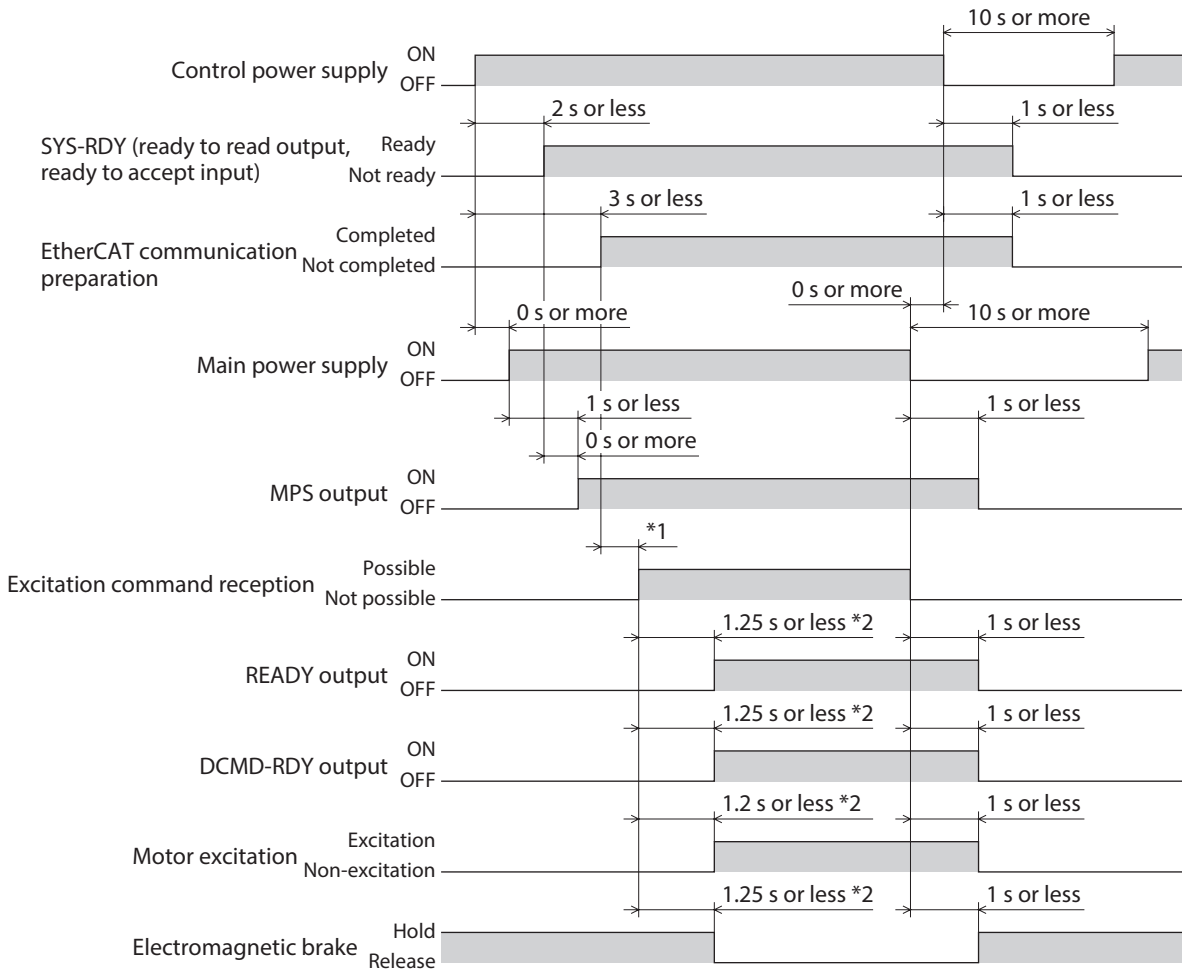 10 s or more
Control power supply
ON
OFF
2 s or less
1 s or less
SYS-RDY (ready to read output,
ready to accept input)
Ready
Not ready
3 s or less
1 s or less
EtherCAT communication
preparation
Completed
Not completed
0 s or more
0 s or more
10 s or more
Main power supply
ON
OFF
1 s or less
1 s or less
0 s or more
MPS output
ON
OFF
*1
Excitation command reception
Possible
Not possible
1.25 s or less *2
1 s or less
READY output
ON
OFF
1.25 s or less *2
1 s or less
DCMD-RDY output
ON
OFF
1.2 s or less *2
1 s or less
Motor excitation
Excitation
Non-excitation
1.25 s or less *2
1 s or less
Electromagnetic brake
Hold
Release